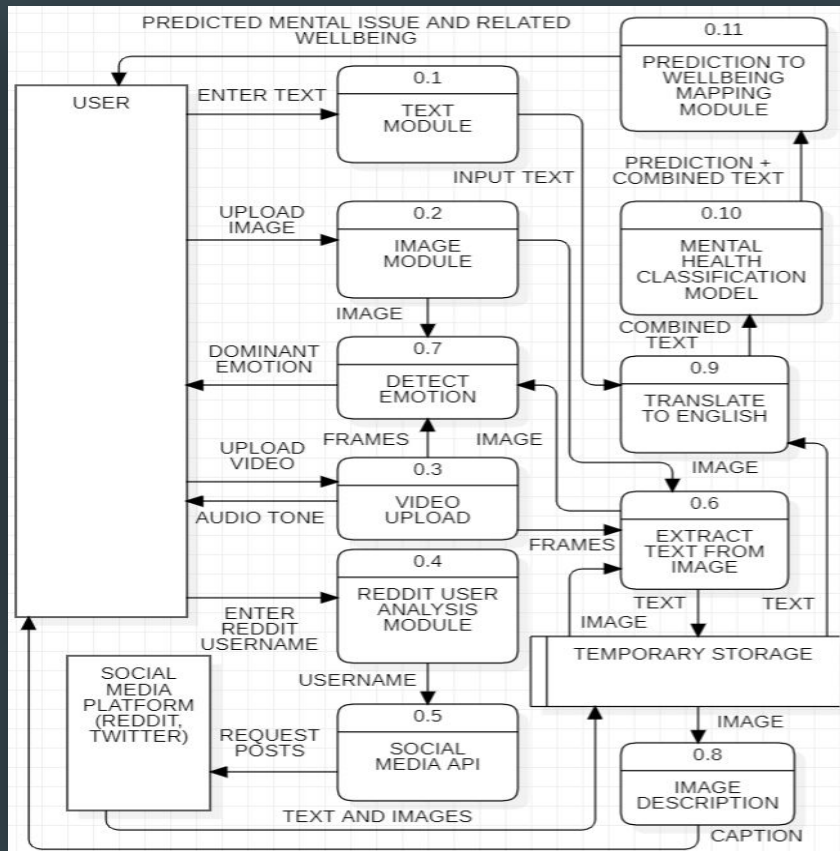 PREDICTED MENTAL ISSUE AND RELATED
WELLBEING
0.11
PREDICTION TO
WELLBEING
MAPPING
MODULE
USER
ENTER TEXT
0.1
TEXT
MODULE
INPUT TEXT
PREDICTION +
COMBINED TEXT
UPLOAD
IMAGE
0.2
IMAGE
MODULE
0.10
MENTAL
HEALTH
CLASSIFICATION
MODEL
IMAGE
COMBINED
TEXT
DOMINANT
EMOTION
0.7
DETECT
EMOTION
0.9
TRANSLATE
TO ENGLISH
FRAMES
IMAGE
UPLOAD
VIDEO
0.3
VIDEO
UPLOAD
IMAGE
AUDIO TONE
0.6
EXTRACT
TEXT FROM
IMAGE
FRAMES
0.4
REDDIT USER
ANALYSIS
MODULE
ENTER
REDDIT
USERNAME
TEXT
TEXT
IMAGE
TEMPORARY STORAGE
SOCIAL
MEDIA
PLATFORM
(REDDIT,
TWITTER)
USERNAME
0.5
SOCIAL
MEDIA API
REQUEST
POSTS
IMAGE
0.8
IMAGE
DESCRIPTION
TEXT AND IMAGES
CAPTION